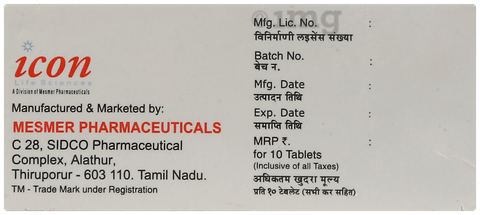 icon
Life Sciences
A Division of Mesmer Pharmaceuticals
Manufactured & Marketed by:
MESMER PHARMACEUTICALS
C 28, SIDCO Pharmaceutical
Complex, Alathur,
Thiruporur - 603 110. Tamil Nadu.
TM - Trade Mark under Registration
Mfg. Lic. No. :
विनिर्माणी लाइसेंस संख्या
Batch No. :
बेच न.
Mfg. Date :
उत्पादन तिथि
Exp. Date :
समाप्ति तिथि
MRP ₹. :
for 10 Tablets
(Inclusive of all Taxes)
अधिकतम खुदरा मूल्य
प्रति १० टेबलेट (सभी कर सहित)